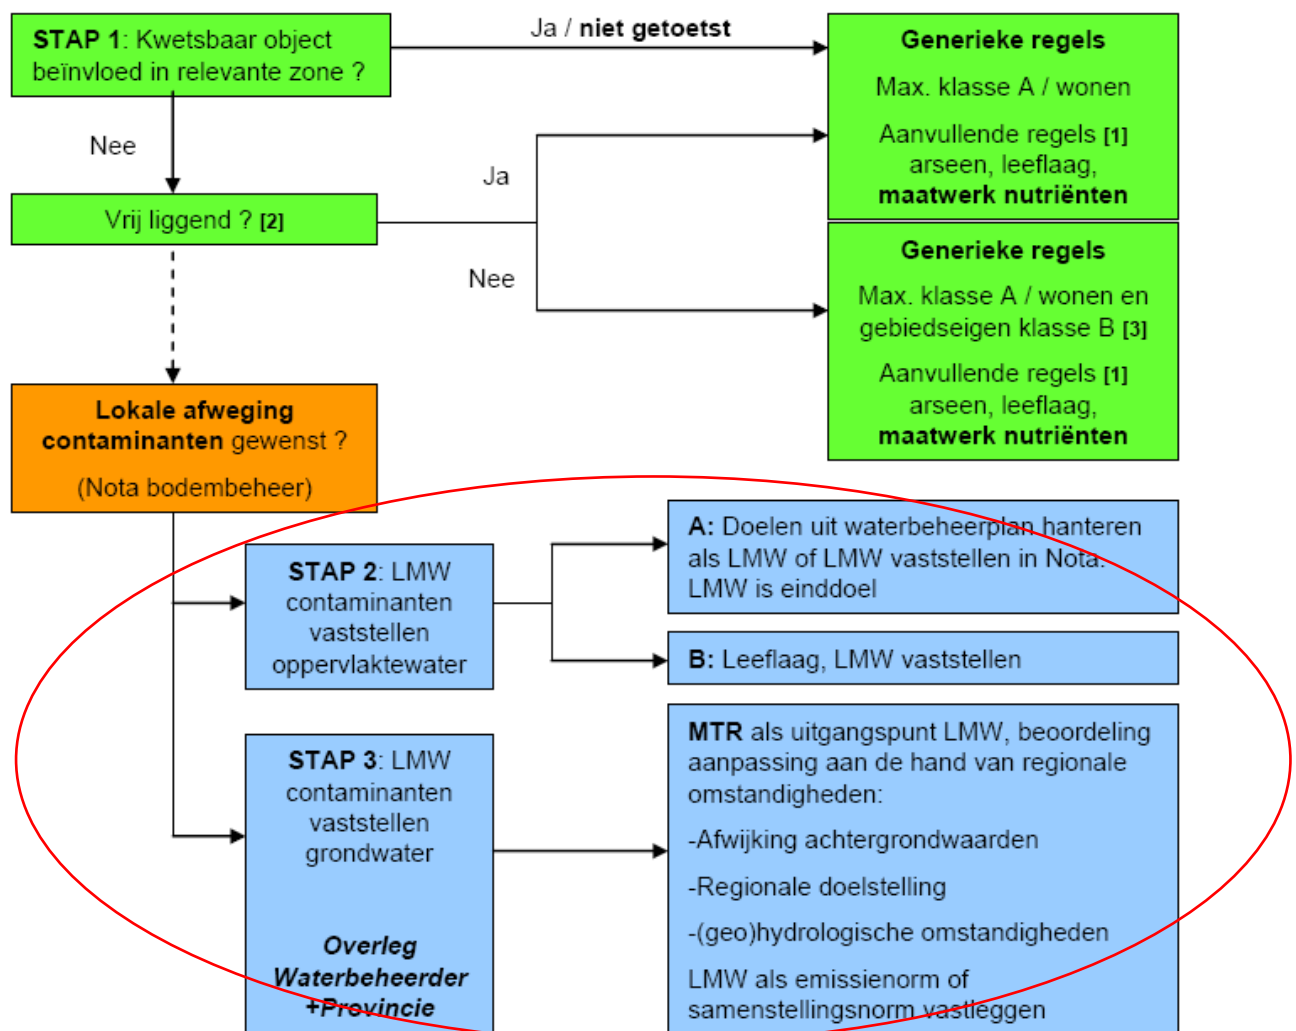 STAP 1: Kwetsbaar object
beïnvloed in relevante zone ?
Ja / niet getoetst
Generieke regels
Max. klasse A / wonen
Aanvullende regels [1]
arseen, leeflaag,
maatwerk nutriënten
Nee
Vrij liggend ? [2]
Ja
Nee
Generieke regels
Max. klasse A / wonen en
gebiedseigen klasse B [3]
Aanvullende regels [1]
arseen, leeflaag,
maatwerk nutriënten
Lokale afweging
contaminanten gewenst ?
(Nota bodembeheer)
STAP 2: LMW
contaminanten
vaststellen
oppervlaktewater
A: Doelen uit waterbeheerplan hanteren
als LMW of LMW vaststellen in Nota.
LMW is einddoel
B: Leeflaag, LMW vaststellen
STAP 3: LMW
contaminanten
vaststellen
grondwater
Overleg
Waterbeheerder
+Provincie
MTR als uitgangspunt LMW, beoordeling
aanpassing aan de hand van regionale
omstandigheden:
-Afwijking achtergrondwaarden
-Regionale doelstelling
-(geo)hydrologische omstandigheden
LMW als emissienorm of
samenstellingsnorm vastleggen